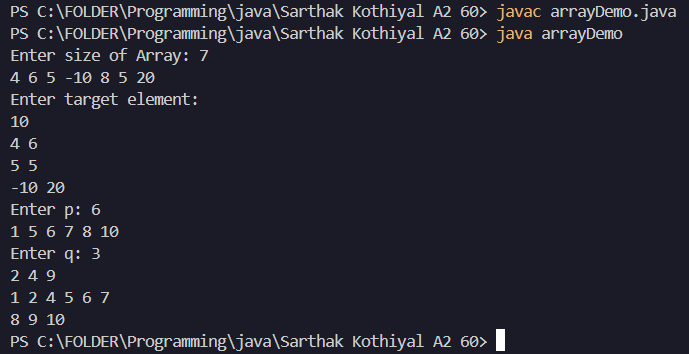 PS C:\FOLDER\Programming\java\Sarthak Kothiyal A2 60> javac arrayDemo.java
PS C:\FOLDER\Programming\java\Sarthak Kothiyal A2 60> java arrayDemo
Enter size of Array: 7
4 6 5 -10 8 5 20
Enter target element:
10
4 6
5 5
-10 20
Enter p: 6
1 5 6 7 8 10
Enter q: 3
2 4 9
1 2 4 5 6 7
8 9 10
PS C:\FOLDER\Programming\java\Sarthak Kothiyal A2 60>